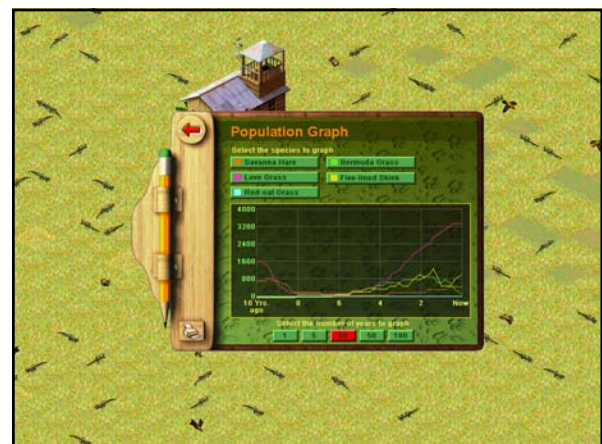 Population Graph
Select the species to graph
Savanna Hare Bermuda Grass
Love Grass Five-lined Skink
Red-oat Grass
4000
3200
2400
1600
800
0
10 Yrs. ago 8 6 4 2 Now
Select the number of years to graph
1 5 10 50 100